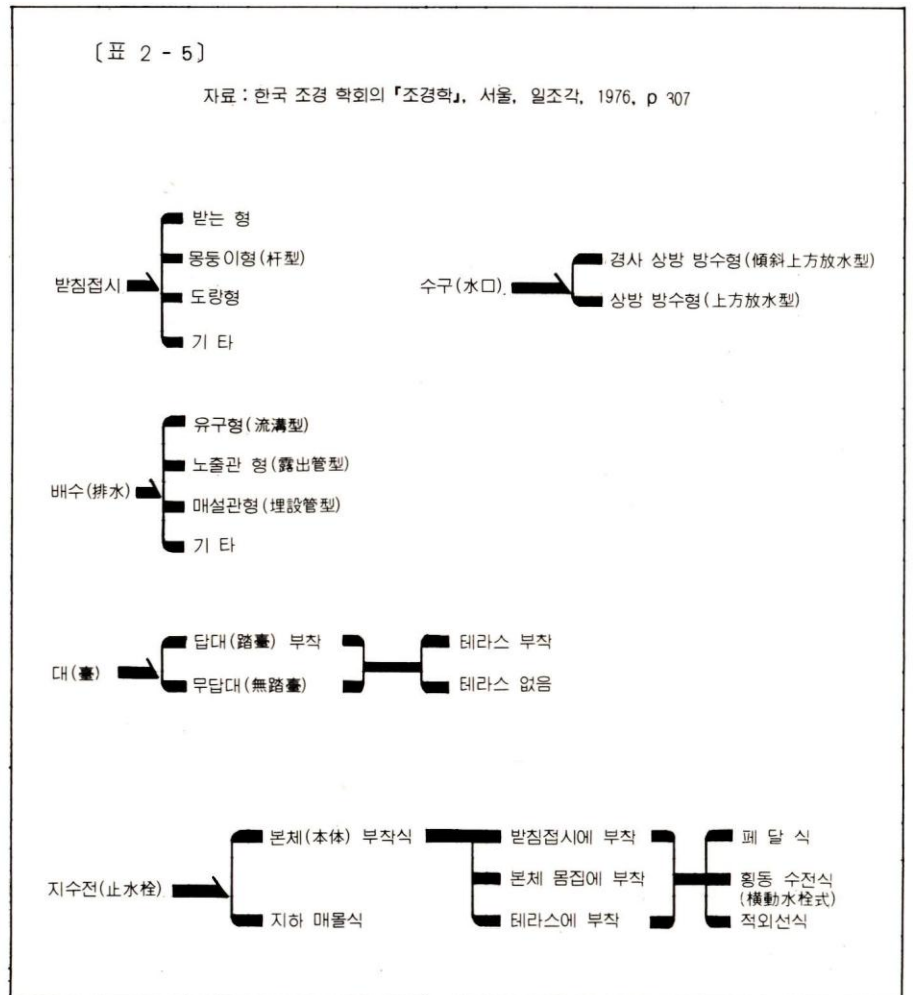 〔표 2 - 5〕
자료 : 한국 조경 학회의 『조경학』, 서울, 일조각, 1976, p 307
받침접시
받는 형
몽둥이형(杆型)
도랑형
기 타
수구(水口)
경사 상방 방수형(傾斜上方放水型)
상방 방수형(上方放水型)
배수(排水)
유구형(流溝型)
노출관 형(露出管型)
매설관형(埋設管型)
기 타
대(臺)
답대(踏臺) 부착
무답대(無踏臺)
테라스 부착
테라스 없음
지수전(止水栓)
본체(本体) 부착식
지하 매몰식
받침접시에 부착
본체 몸집에 부착
테라스에 부착
페 달 식
횡동 수전식
(橫動水栓式)
적외선식